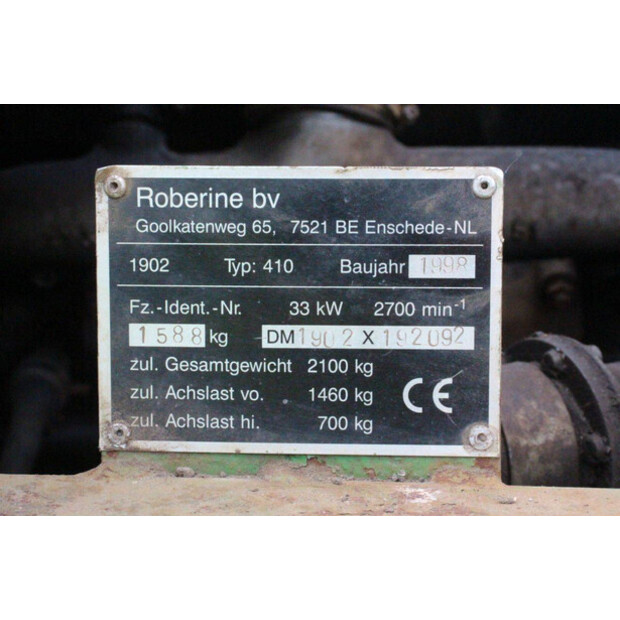 Roberine bv
Goolkatenweg 65, 7521 BE Enschede-NL
1902 Typ: 410 Baujahr 1998
Fz.-Ident.-Nr. 33 kW 2700 min⁻¹
1588 kg DM1902 X 192092
zul. Gesamtgewicht 2100 kg
zul. Achslast vo. 1460 kg CE
zul. Achslast hi. 700 kg